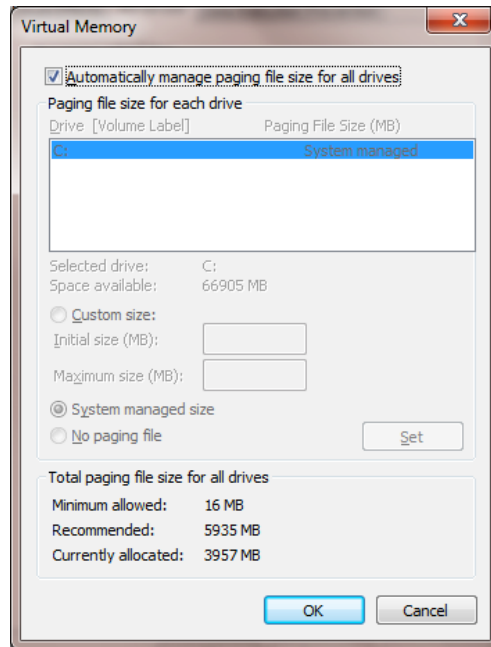 Virtual Memory
Automatically manage paging file size for all drives
Paging file size for each drive
Drive [Volume Label] Paging File Size (MB)
C: System managed
Selected drive: C:
Space available: 66905 MB
Custom size:
Initial size (MB):
Maximum size (MB):
System managed size
No paging file Set
Total paging file size for all drives
Minimum allowed: 16 MB
Recommended: 5935 MB
Currently allocated: 3957 MB
OK Cancel